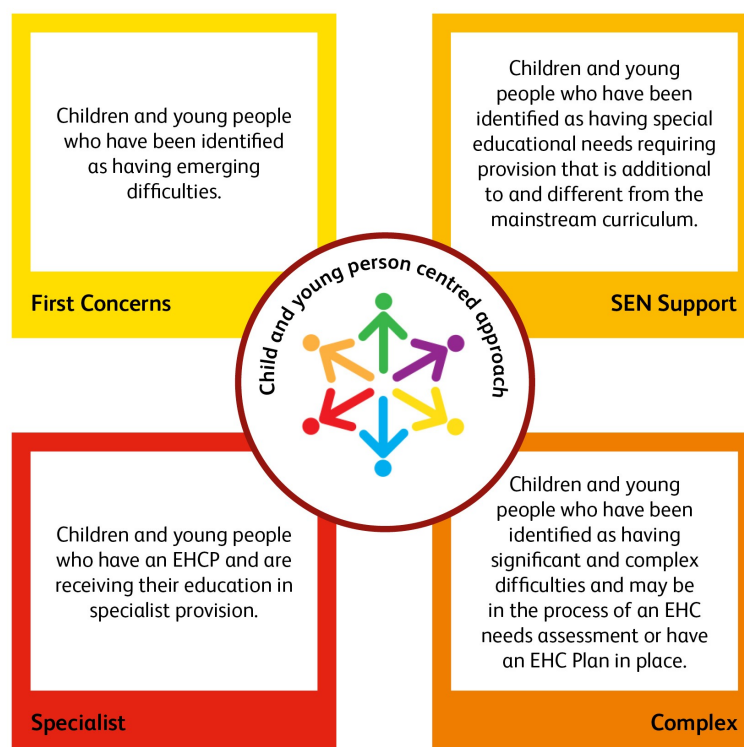 Children and young people
who have been identified
as having emerging
difficulties.
First Concerns
Children and young
people who have been
identified as having special
educational needs requiring
provision that is additional
to and different from the
mainstream curriculum.
SEN Support
Child and young person centred approach
Children and young people
who have an EHCP and are
receiving their education in
specialist provision.
Specialist
Children and young
people who have been
identified as having
significant and complex
difficulties and may be
in the process of an EHC
needs assessment or have
an EHC Plan in place.
Complex